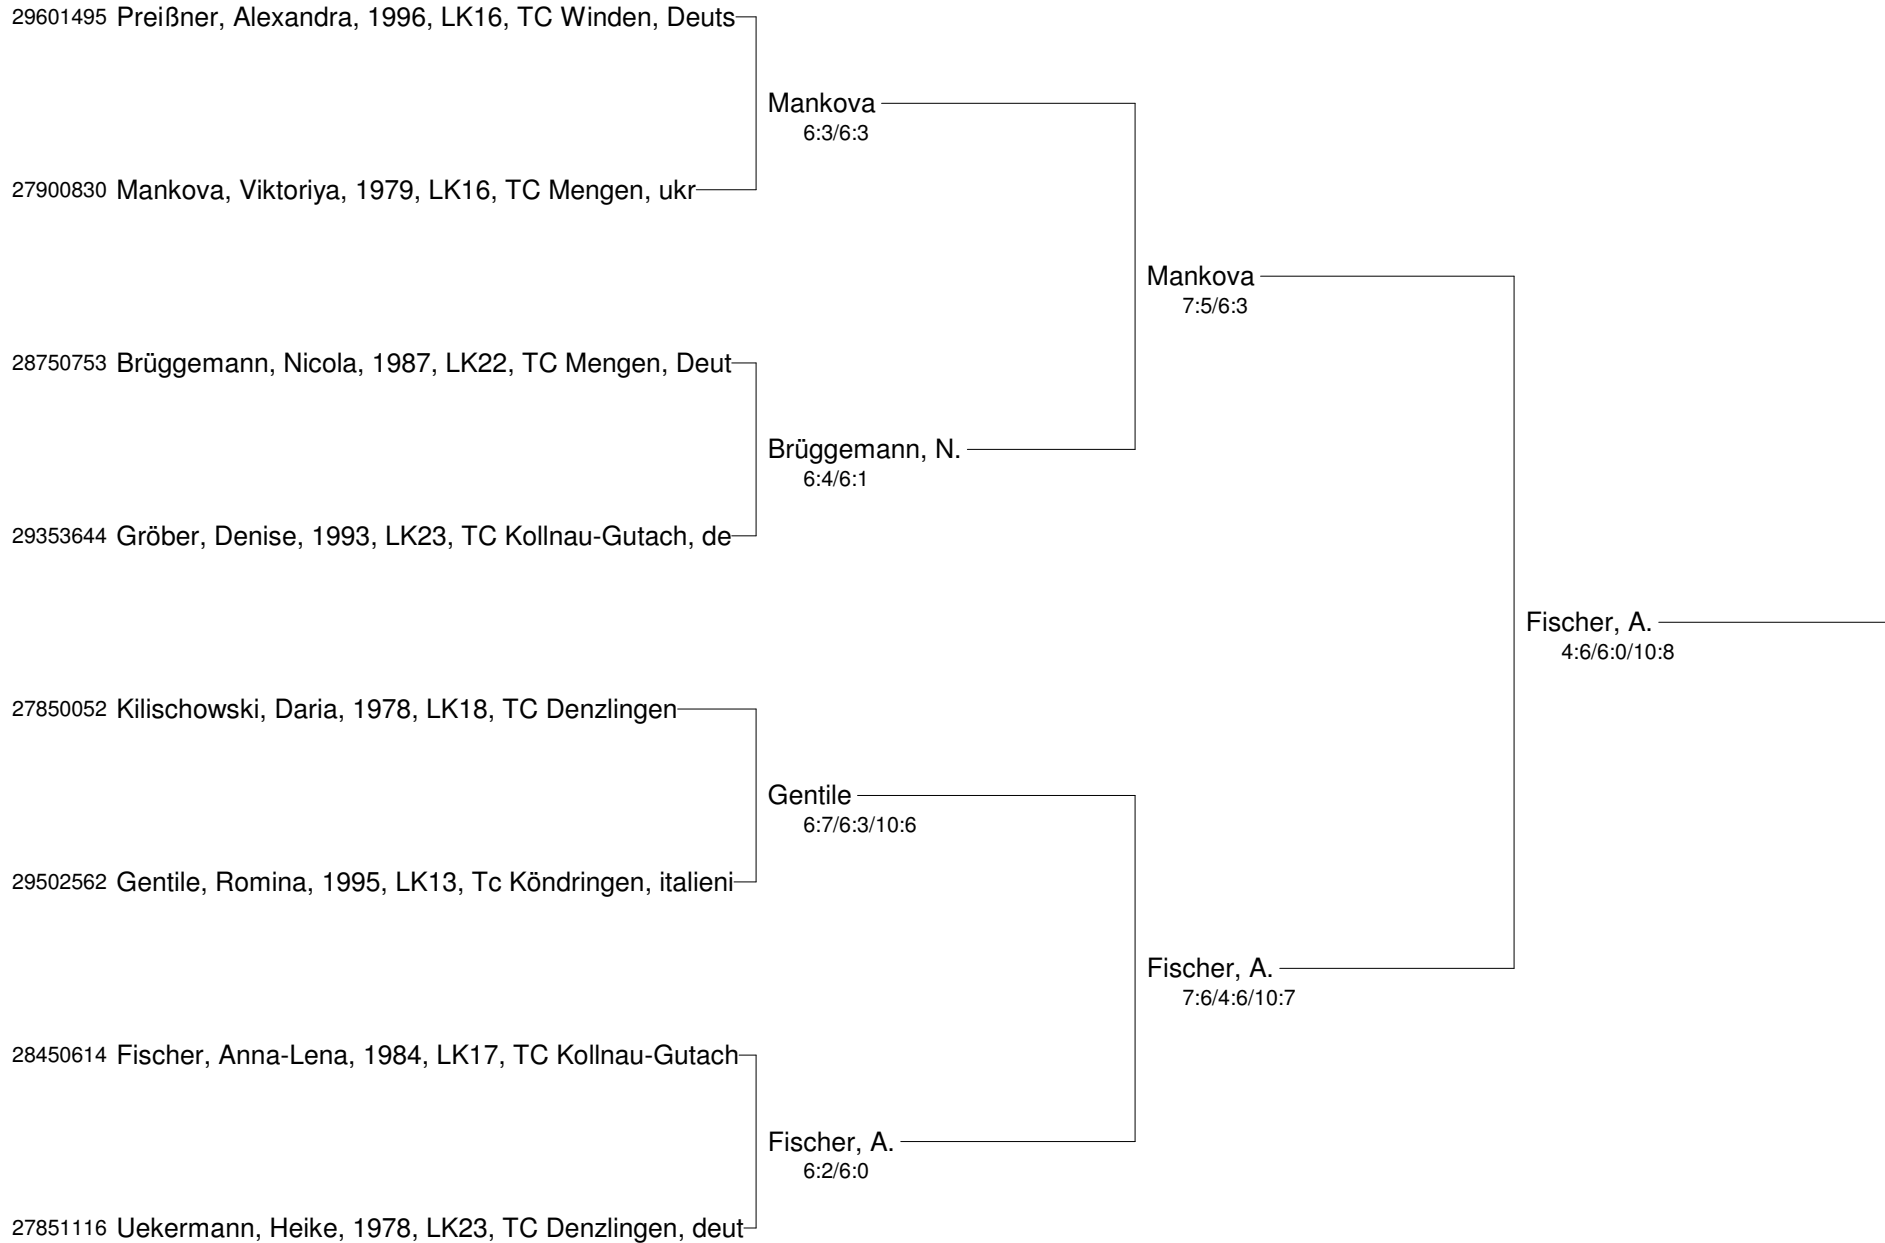 29601495 Preißner, Alexandra, 1996, LK16, TC Winden, Deuts
Mankova
6:3/6:3
27900830 Mankova, Viktoriya, 1979, LK16, TC Mengen, ukr
Mankova
7:5/6:3
28750753 Brüggemann, Nicola, 1987, LK22, TC Mengen, Deut
Brüggemann, N.
6:4/6:1
29353644 Gröber, Denise, 1993, LK23, TC Kollnau-Gutach, de
Fischer, A.
4:6/6:0/10:8
27850052 Kilischowski, Daria, 1978, LK18, TC Denzlingen
Gentile
6:7/6:3/10:6
29502562 Gentile, Romina, 1995, LK13, Tc Köndringen, italieni
Fischer, A.
7:6/4:6/10:7
28450614 Fischer, Anna-Lena, 1984, LK17, TC Kollnau-Gutach
Fischer, A.
6:2/6:0
27851116 Uekermann, Heike, 1978, LK23, TC Denzlingen, deut